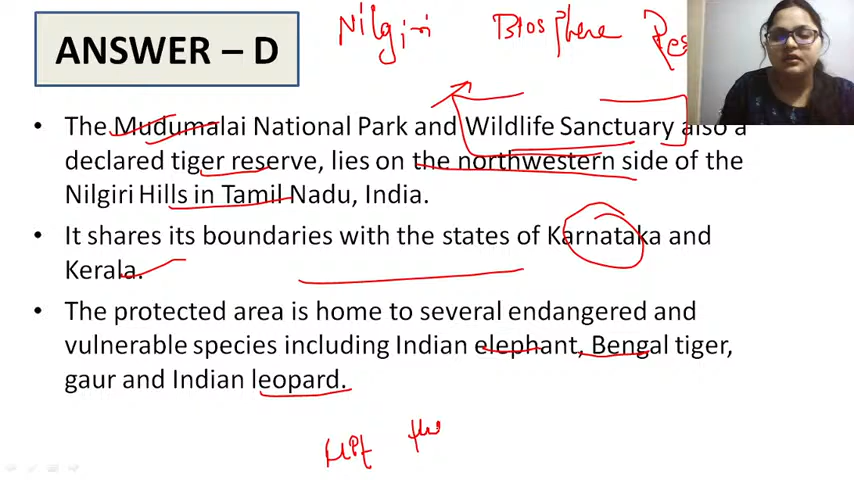 Nilgiri Biosphere Res
ANSWER – D
• The Mudumalai National Park and Wildlife Sanctuary also a
declared tiger reserve, lies on the northwestern side of the
Nilgiri Hills in Tamil Nadu, India.
• It shares its boundaries with the states of Karnataka and
Kerala.
• The protected area is home to several endangered and
vulnerable species including Indian elephant, Bengal tiger,
gaur and Indian leopard.